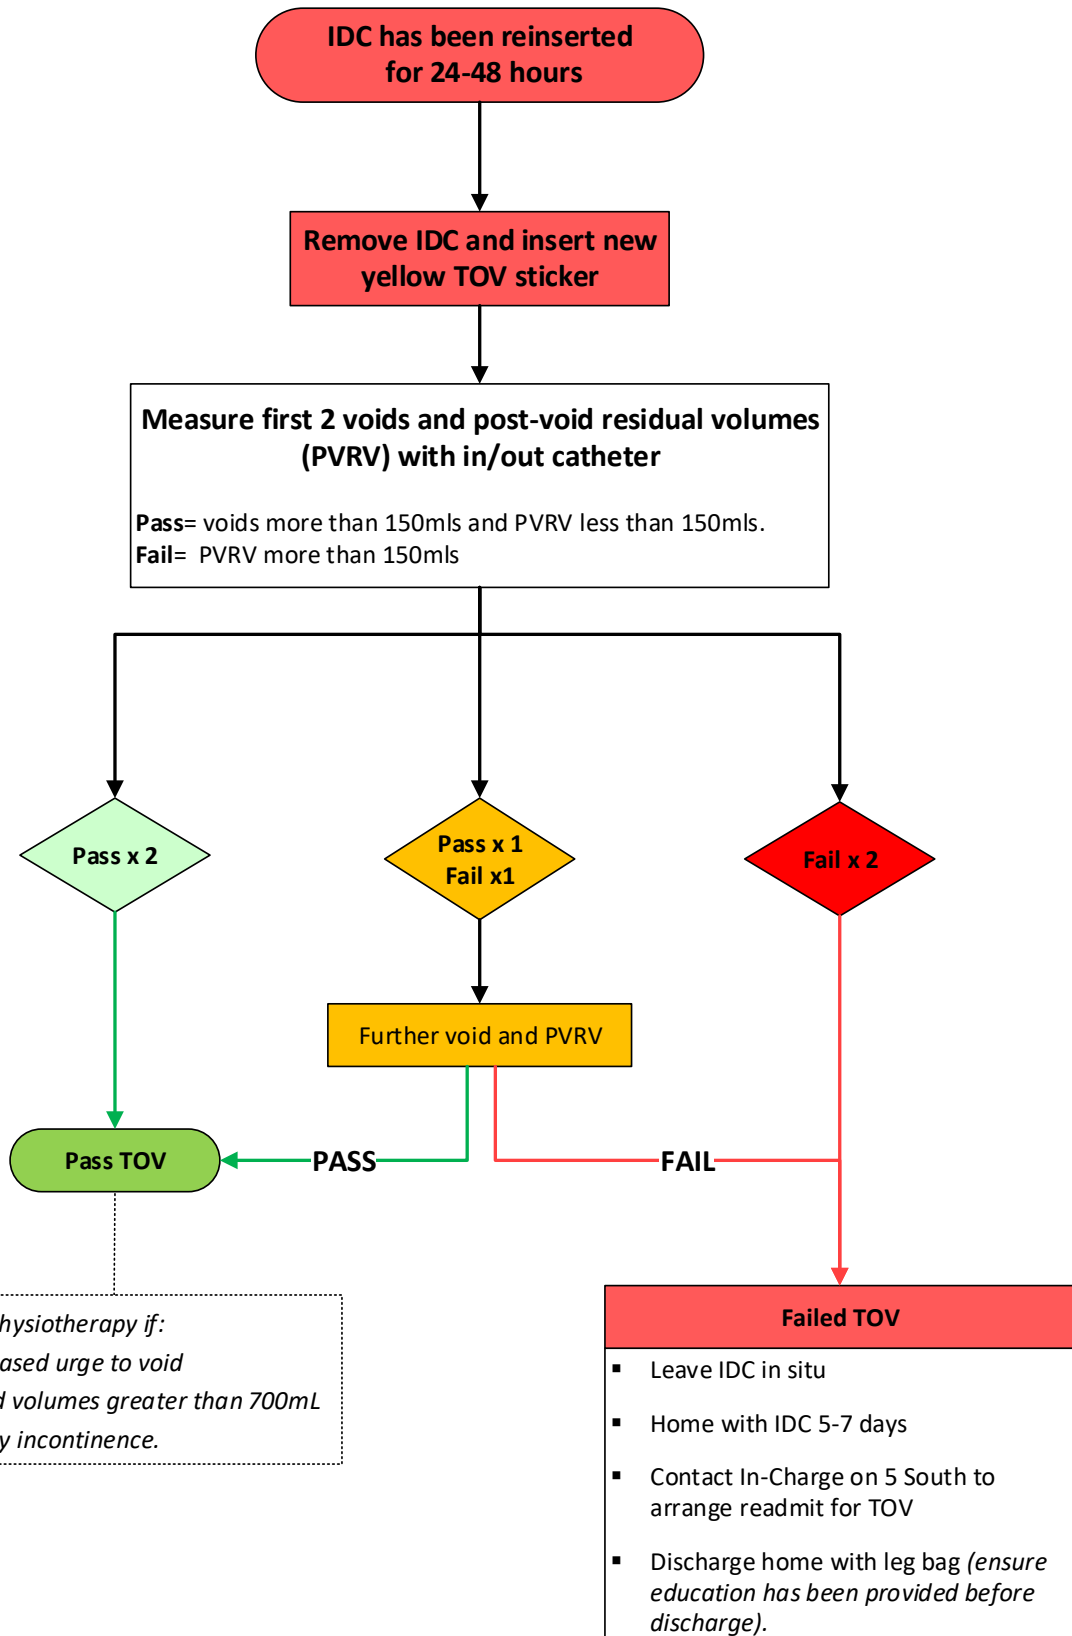 IDC has been reinserted
for 24-48 hours
Remove IDC and insert new
yellow TOV sticker
Measure first 2 voids and post-void residual volumes
(PVRV) with in/out catheter
Pass= voids more than 150mls and PVRV less than 150mls.
Fail= PVRV more than 150mls
Pass x 2
Pass x 1
Fail x1
Fail x 2
Further void and PVRV
Pass TOV
PASS
FAIL
hysiotherapy if:
ased urge to void
d volumes greater than 700mL
y incontinence.
Failed TOV
▪ Leave IDC in situ
▪ Home with IDC 5-7 days
▪ Contact In-Charge on 5 South to
arrange readmit for TOV
▪ Discharge home with leg bag (ensure
education has been provided before
discharge).